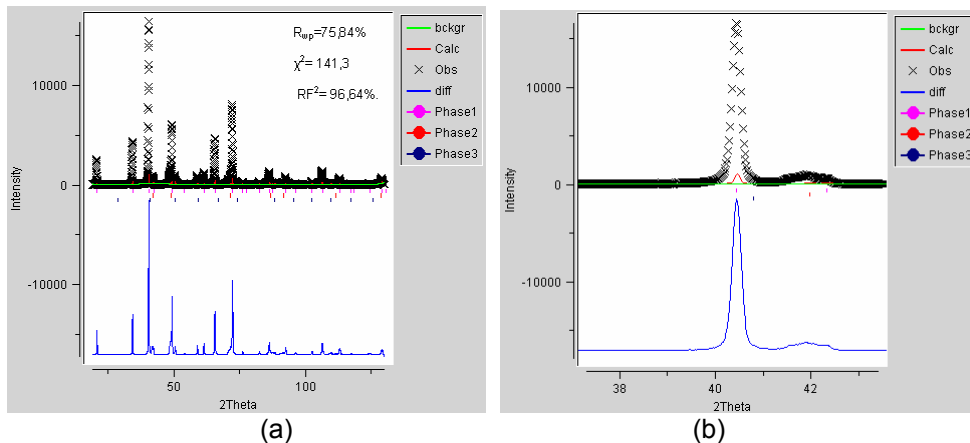 Rwp=75,84%
χ²= 141,3
RF²= 96,64%.
10000
0
-10000
Intensity
50
100
2Theta
bckgr
Calc
Obs
diff
Phase1
Phase2
Phase3
(a)
10000
0
-10000
Intensity
38
40
42
2Theta
bckgr
Calc
Obs
diff
Phase1
Phase2
Phase3
(b)